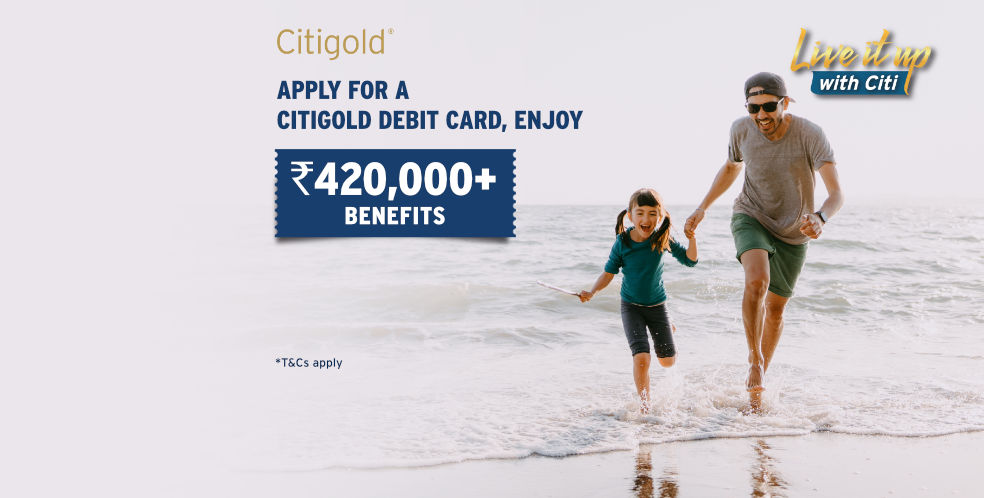 Citigold®
Live it up
with Citi
APPLY FOR A
CITIGOLD DEBIT CARD, ENJOY
₹420,000+
BENEFITS
*T&Cs apply